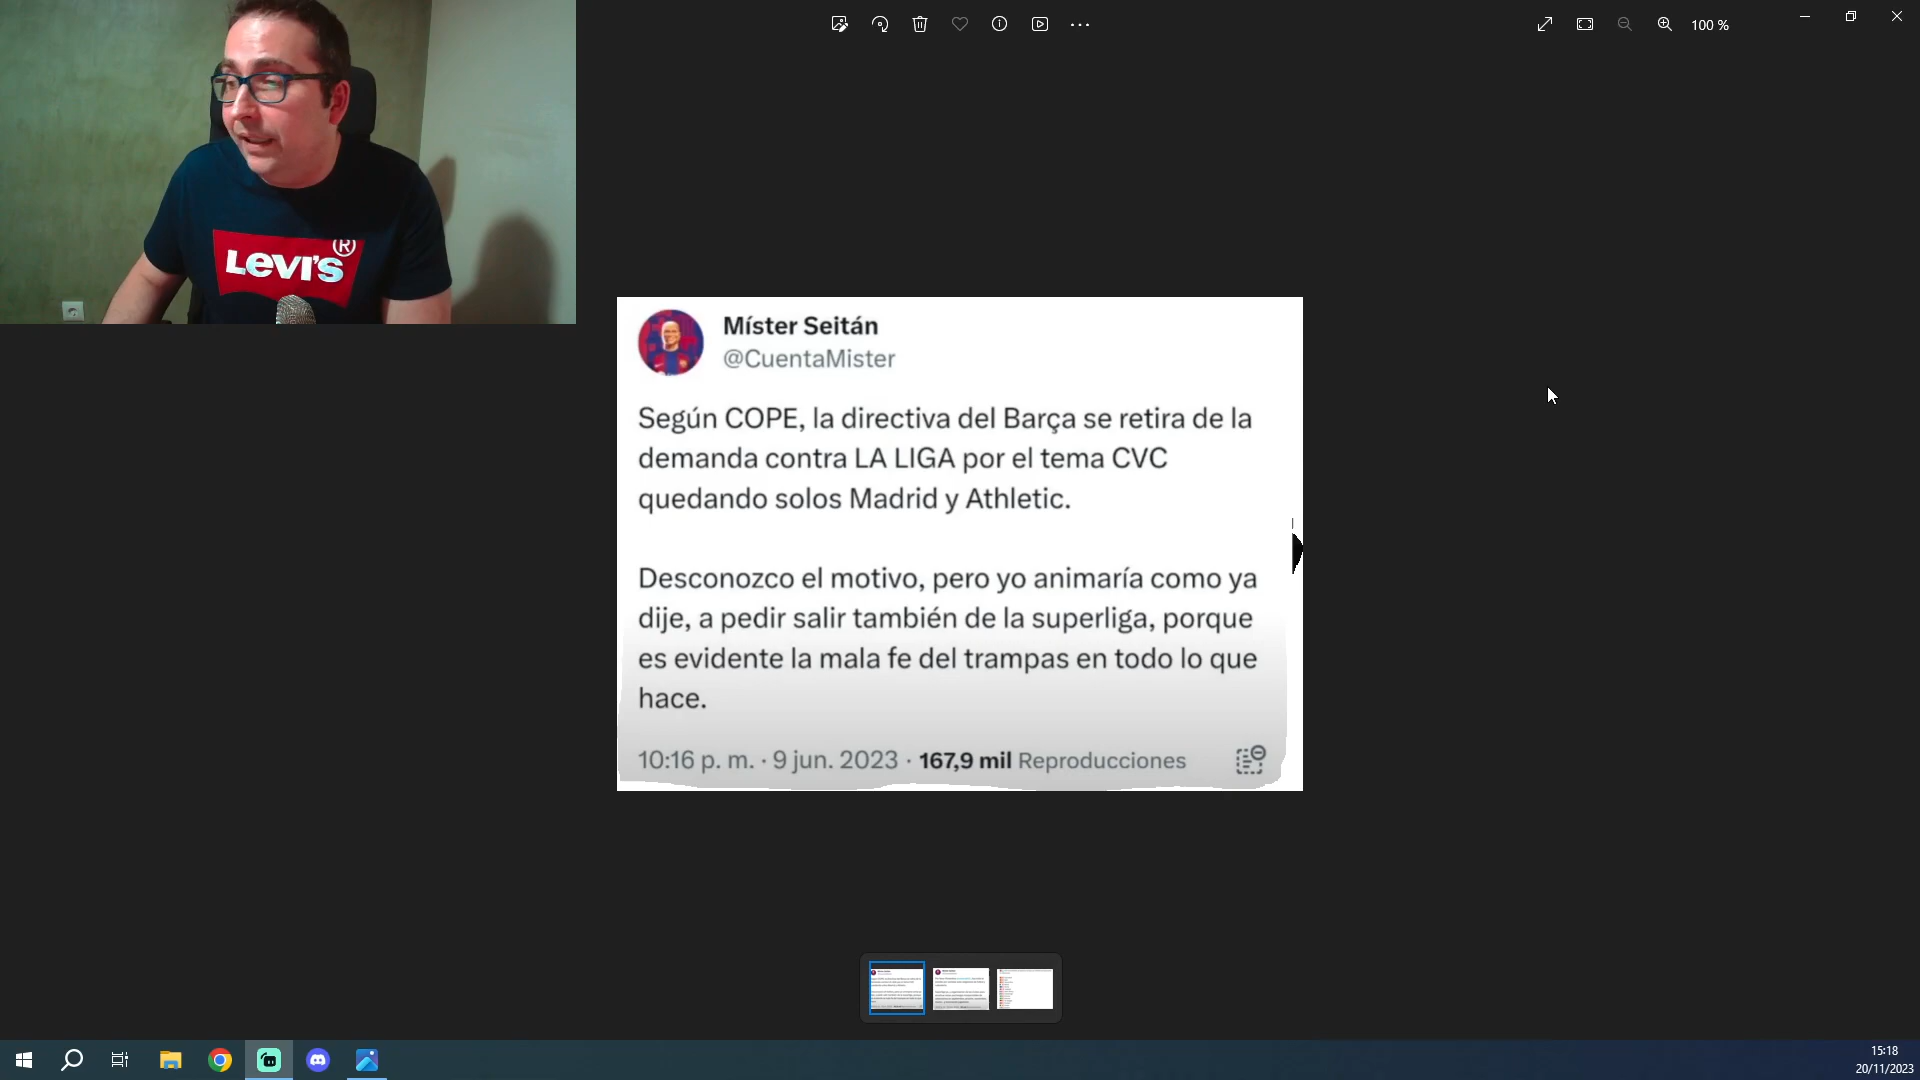 LEVI'S ®
100 %
Míster Seitán
@CuentaMister
Según COPE, la directiva del Barça se retira de la
demanda contra LA LIGA por el tema CVC
quedando solos Madrid y Athletic.
Desconozco el motivo, pero yo animaría como ya
dije, a pedir salir también de la superliga, porque
es evidente la mala fe del trampas en todo lo que
hace.
10:16 p. m. · 9 jun. 2023 · 167,9 mil Reproducciones
15:18
20/11/2023